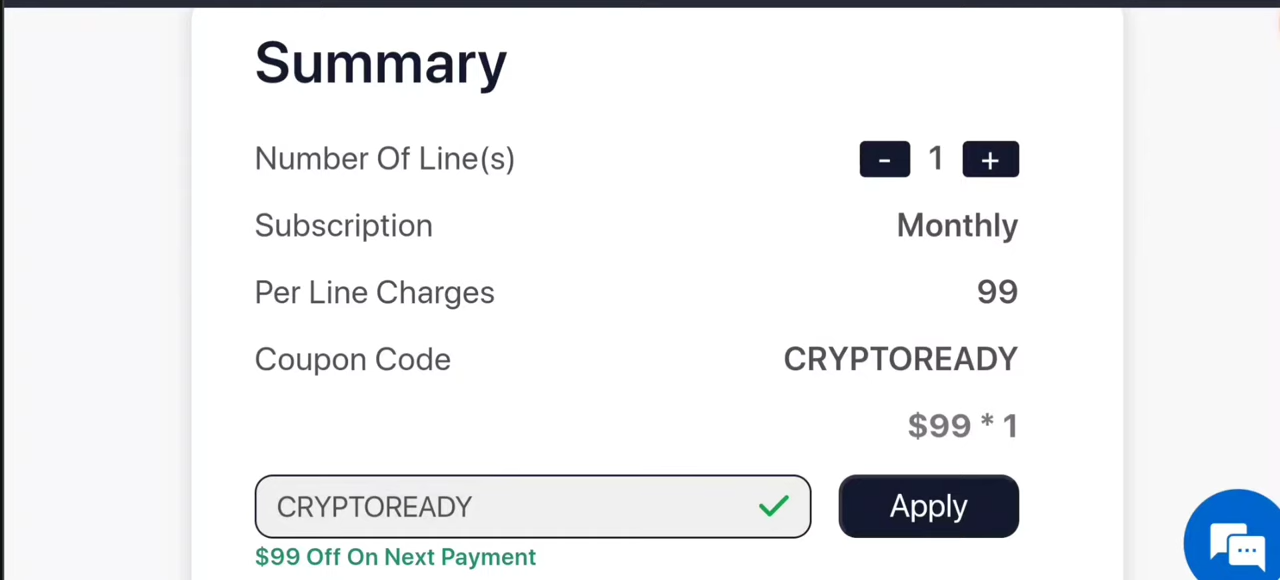 Summary
Number Of Line(s) - 1 +
Subscription Monthly
Per Line Charges 99
Coupon Code CRYPTOREADY
$99 * 1
CRYPTOREADY Apply
$99 Off On Next Payment